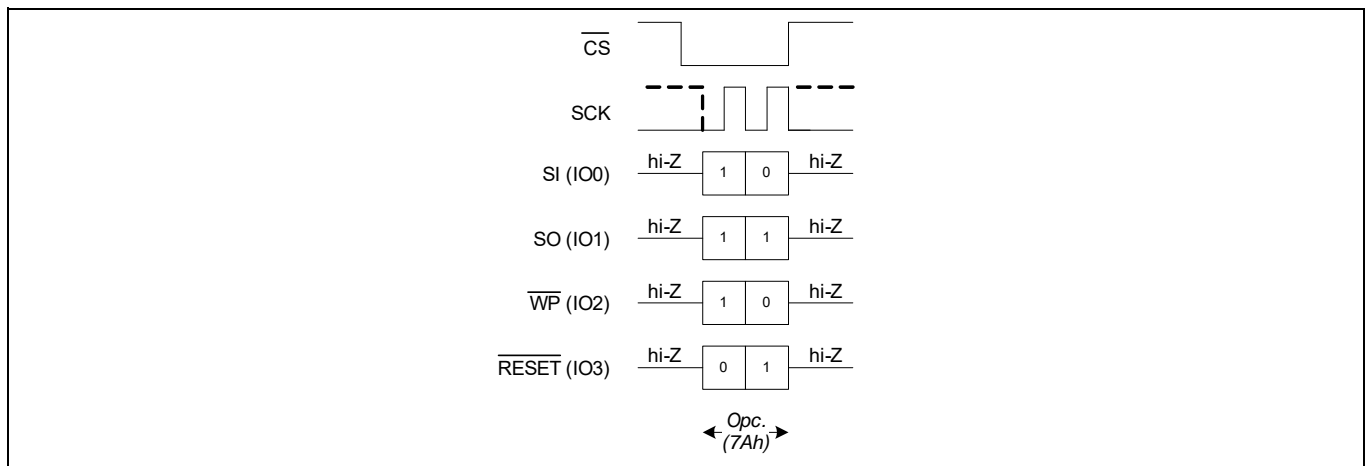 CS
SCK
SI (IO0) hi-Z 1 0 hi-Z
SO (IO1) hi-Z 1 1 hi-Z
WP (IO2) hi-Z 1 0 hi-Z
RESET (IO3) hi-Z 0 1 hi-Z
Opc.
(7Ah)